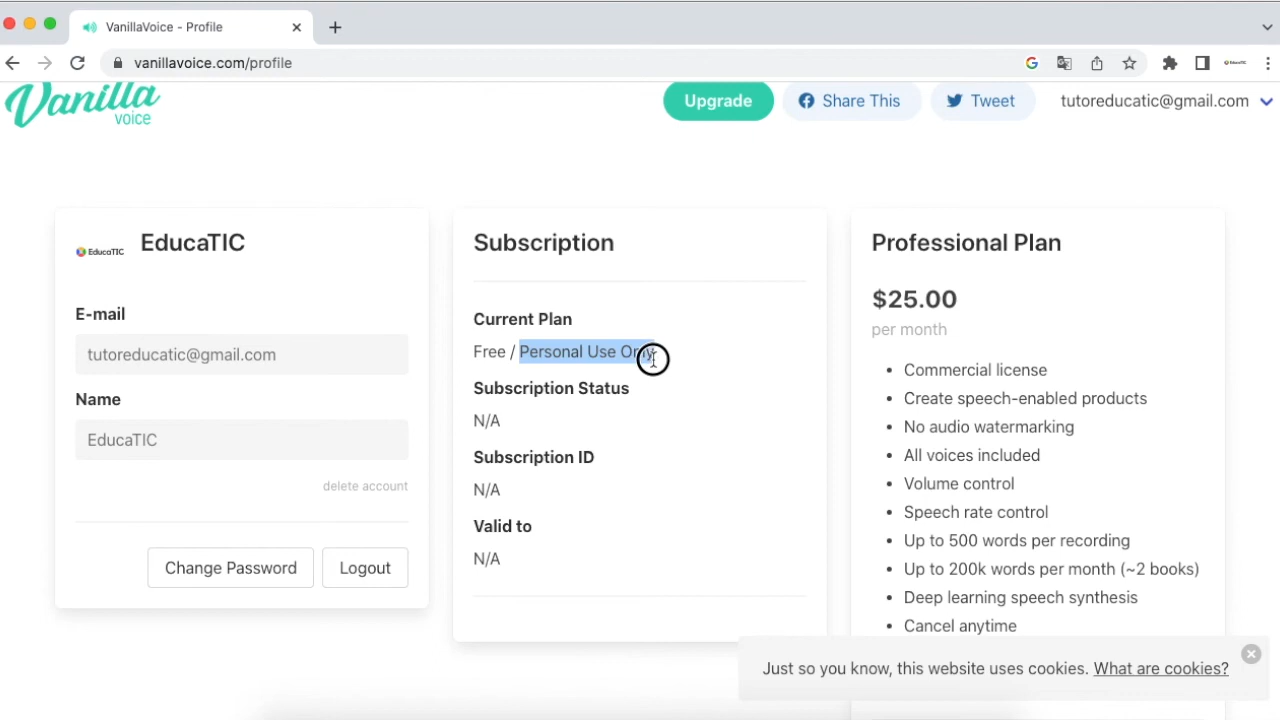 VanillaVoice - Profile
vanillavoice.com/profile
Vanilla
voice
Upgrade
Share This
Tweet
tutoreducatic@gmail.com
EducaTIC
EducaTIC
E-mail
tutoreducatic@gmail.com
Name
EducaTIC
delete account
Change Password
Logout
Subscription
Current Plan
Free / Personal Use Only
Subscription Status
N/A
Subscription ID
N/A
Valid to
N/A
Professional Plan
$25.00
per month
Commercial license
Create speech-enabled products
No audio watermarking
All voices included
Volume control
Speech rate control
Up to 500 words per recording
Up to 200k words per month (~2 books)
Deep learning speech synthesis
Cancel anytime
Just so you know, this website uses cookies. What are cookies?